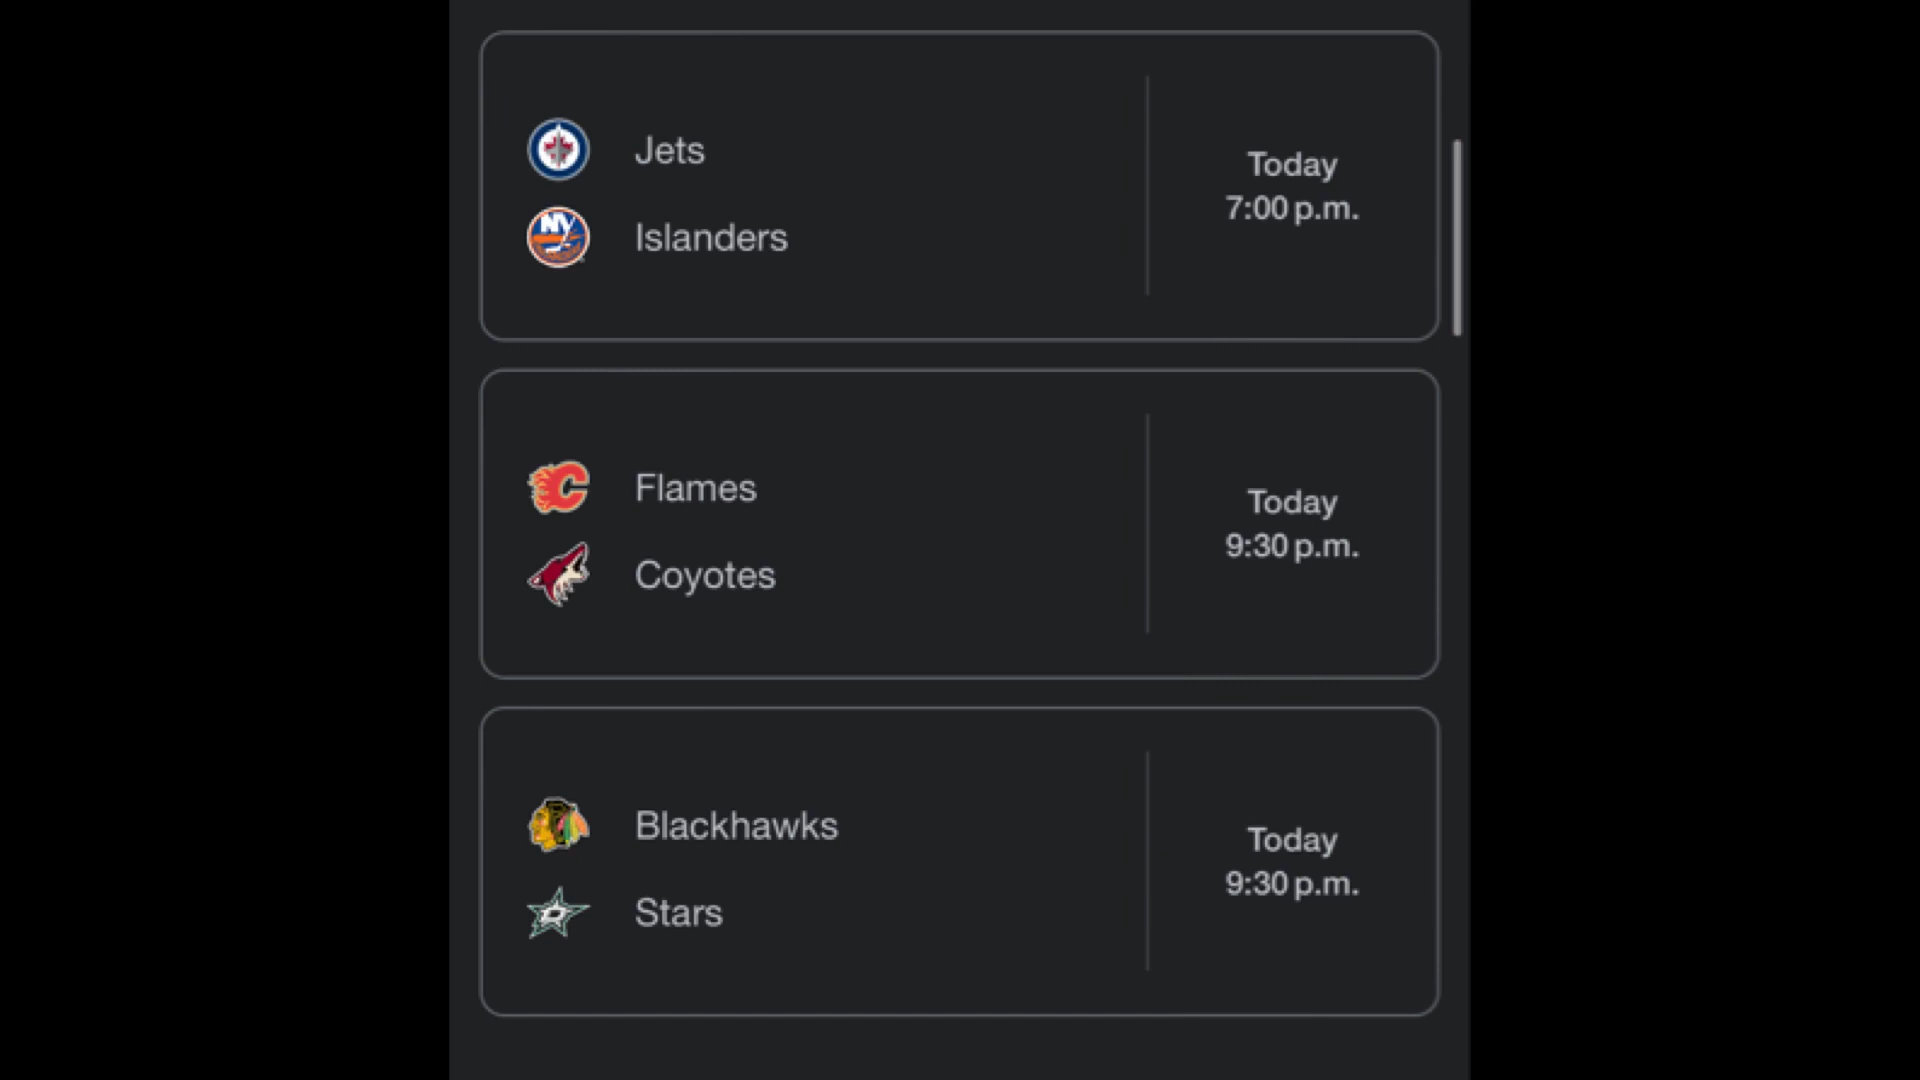 Jets
Islanders
Today
7:00 p.m.
Flames
Coyotes
Today
9:30 p.m.
Blackhawks
Stars
Today
9:30 p.m.